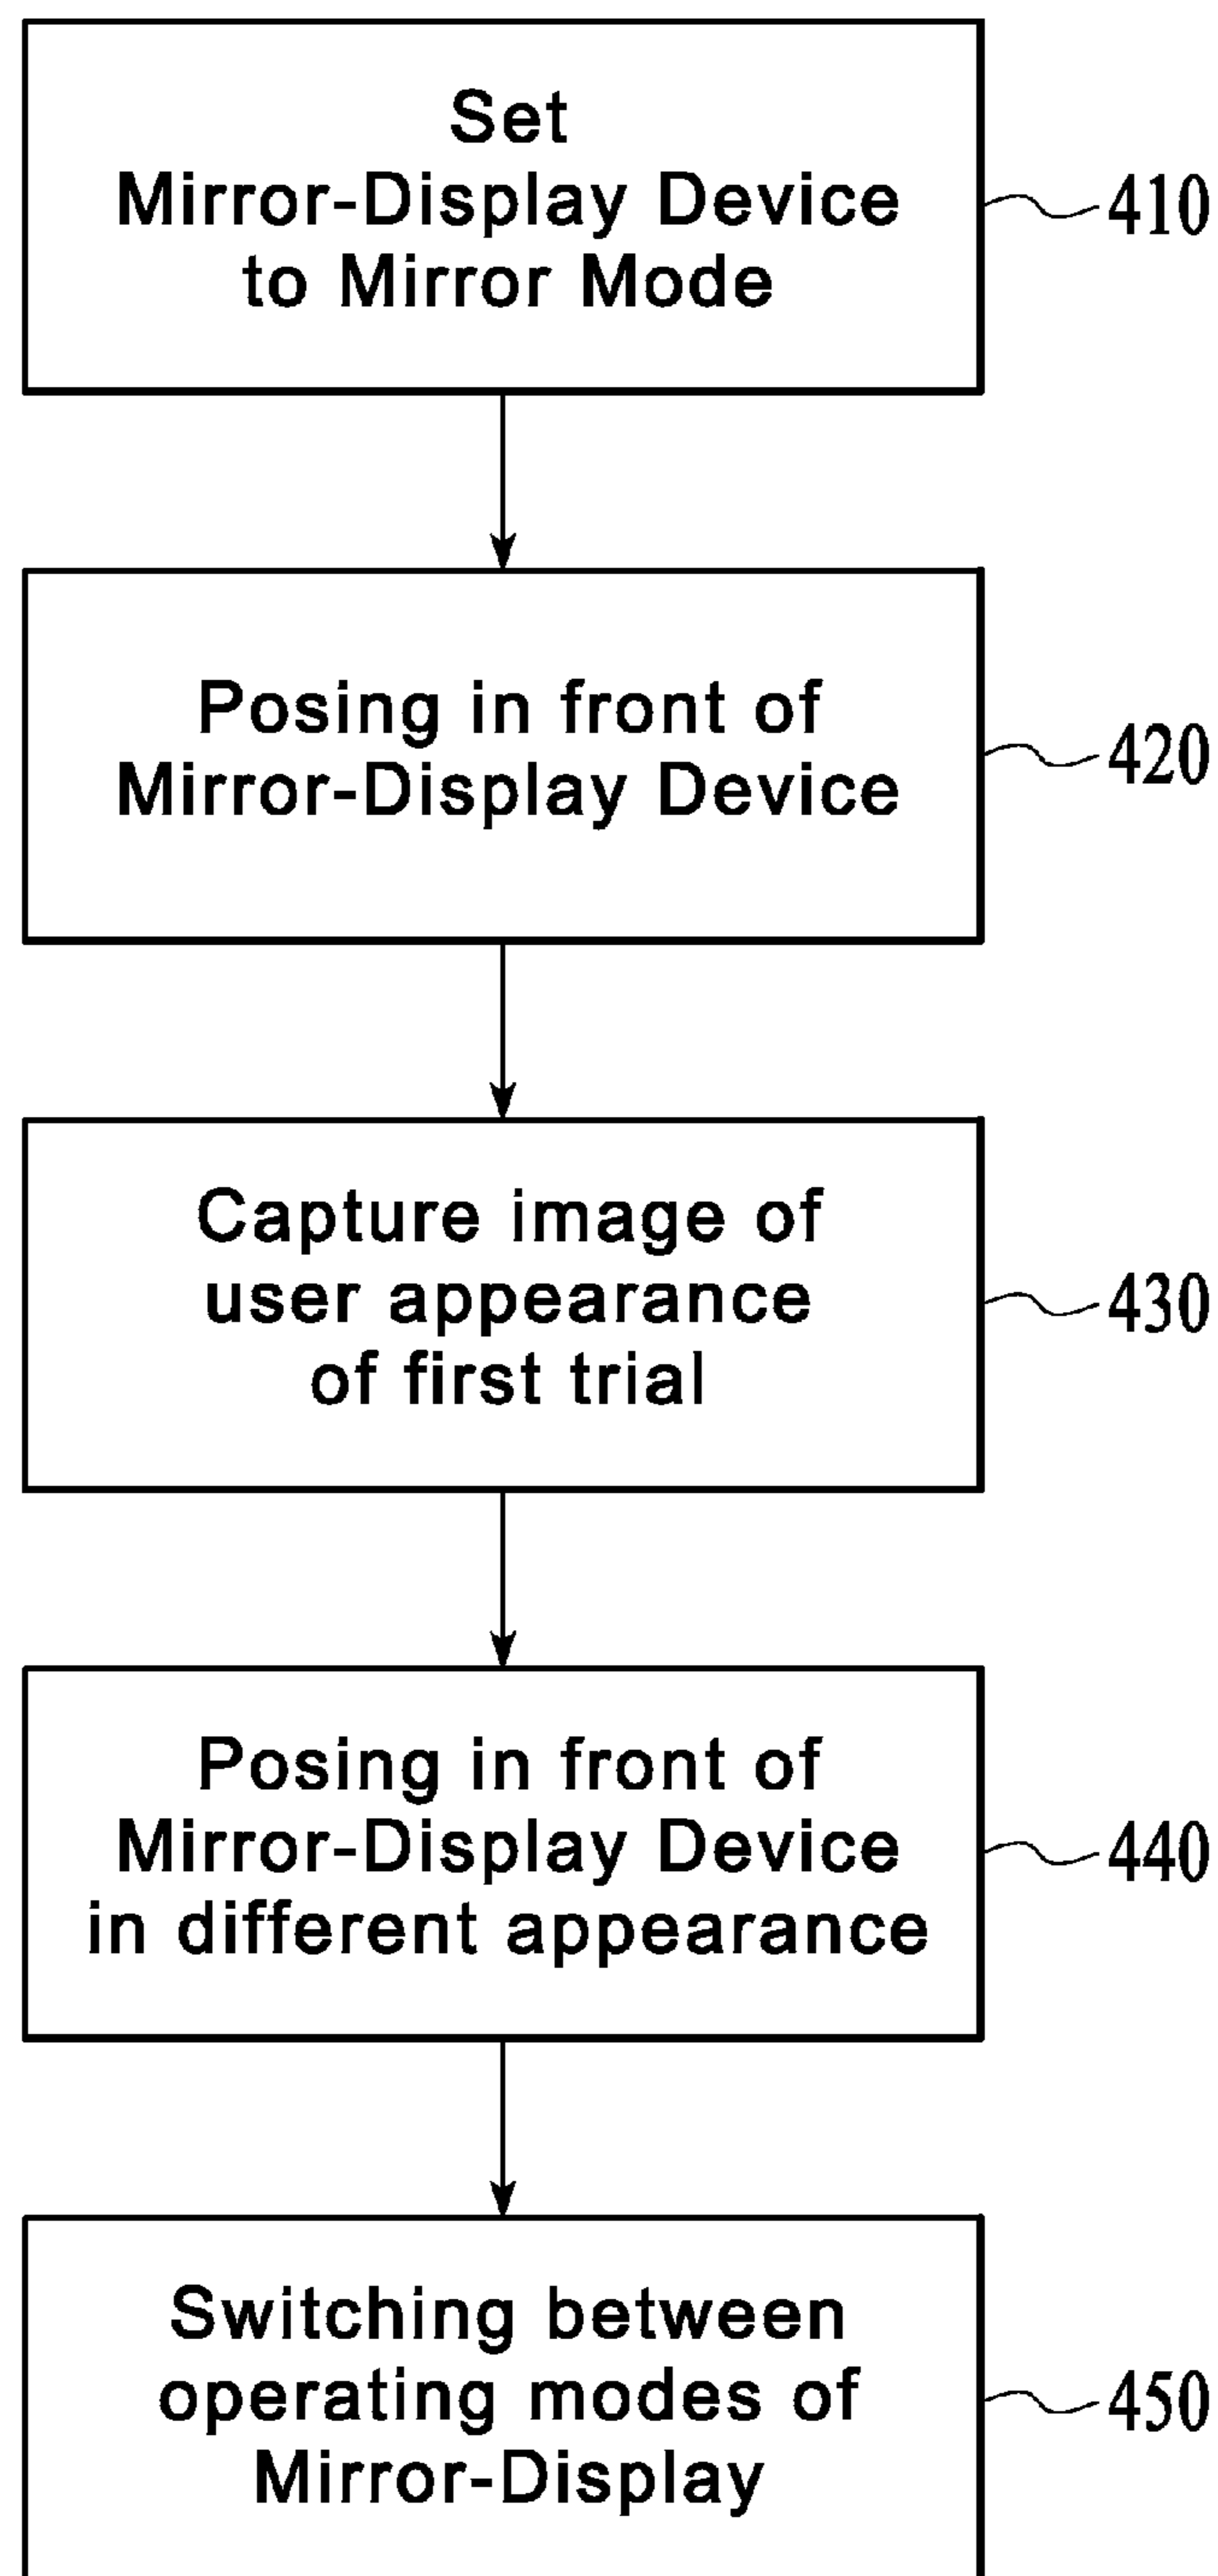 Set
Mirror-Display Device
to Mirror Mode
410
Posing in front of
Mirror-Display Device
420
Capture image of
user appearance
of first trial
430
Posing in front of
Mirror-Display Device
in different appearance
440
Switching between
operating modes of
Mirror-Display
450